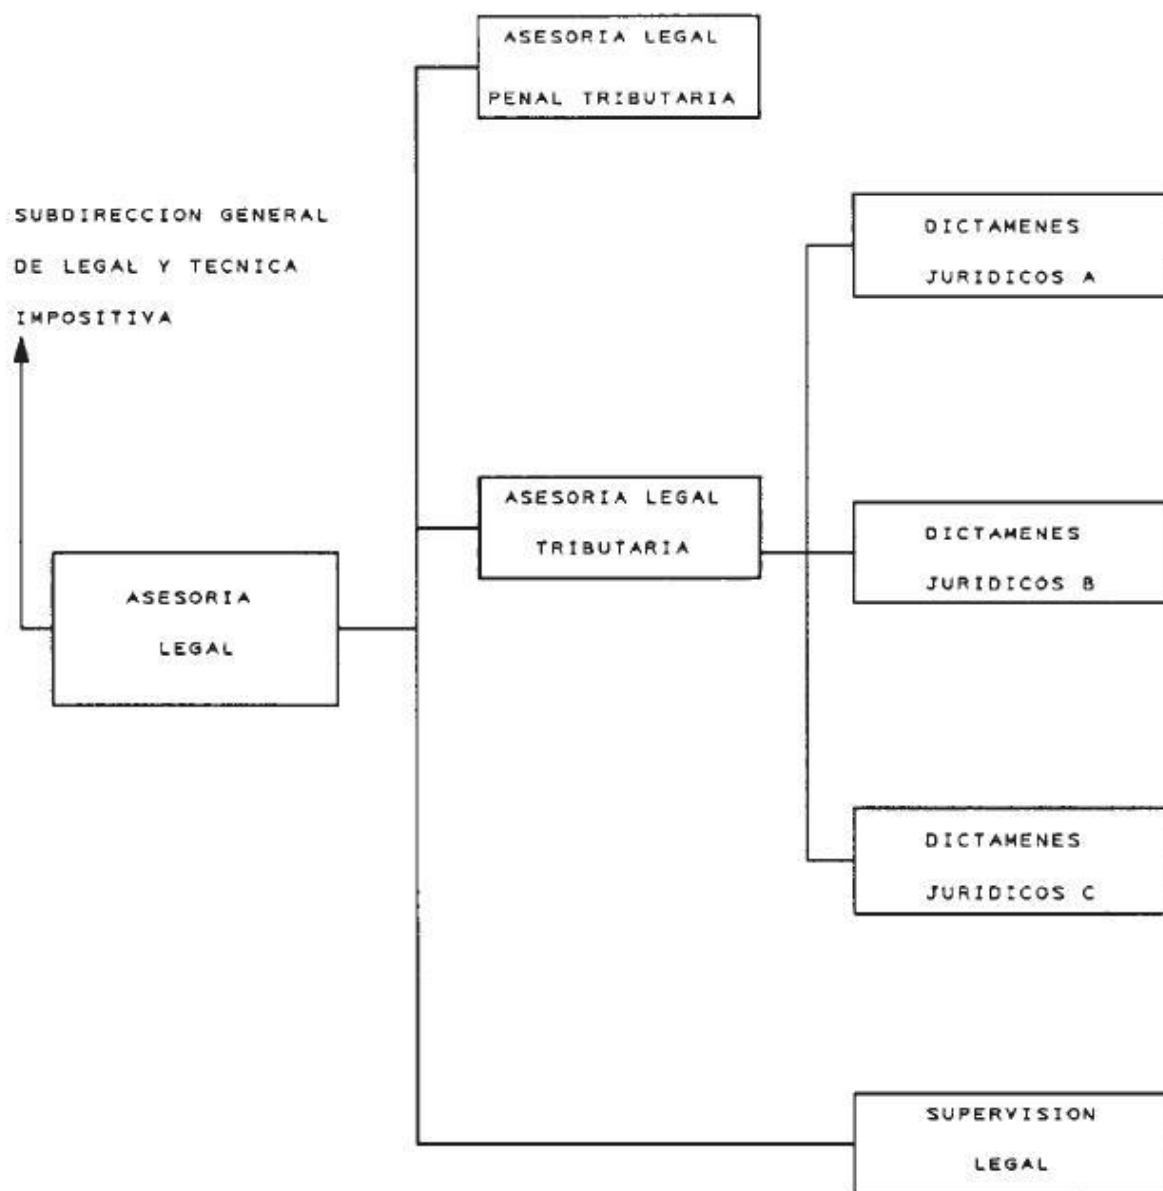 ASESORIA LEGAL
PENAL TRIBUTARIA
SUBDIRECCION GENERAL
DE LEGAL Y TECNICA
IMPOSITIVA
DICTAMENES
JURIDICOS A
ASESORIA LEGAL
TRIBUTARIA
DICTAMENES
JURIDICOS B
ASESORIA
LEGAL
DICTAMENES
JURIDICOS C
SUPERVISION
LEGAL